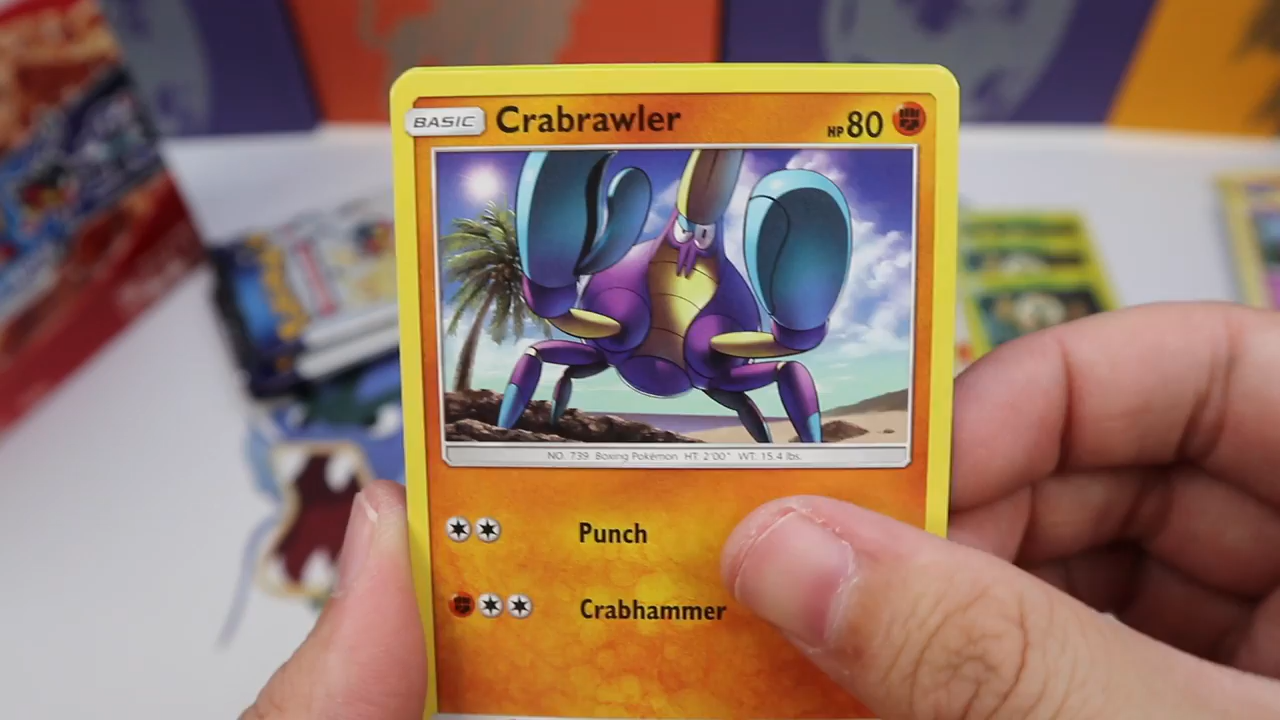 BASIC Crabrawler HP 80
NO. 739 Boxing Pokémon HT: 2'00" WT: 15.4 lbs.
Punch
Crabhammer